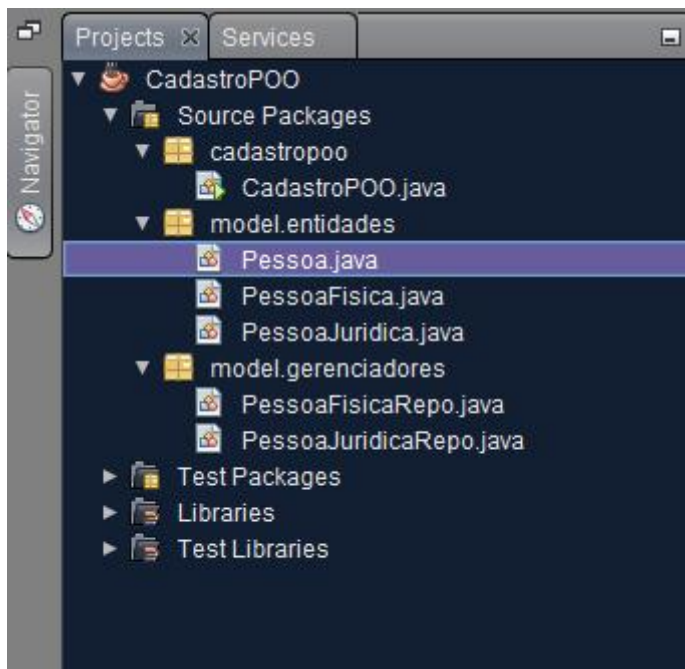 Projects Services
Navigator
CadastroPOO
Source Packages
cadastropoo
CadastroPOO.java
model.entidades
Pessoa.java
PessoaFisica.java
PessoaJuridica.java
model.gerenciadores
PessoaFisicaRepo.java
PessoaJuridicaRepo.java
Test Packages
Libraries
Test Libraries